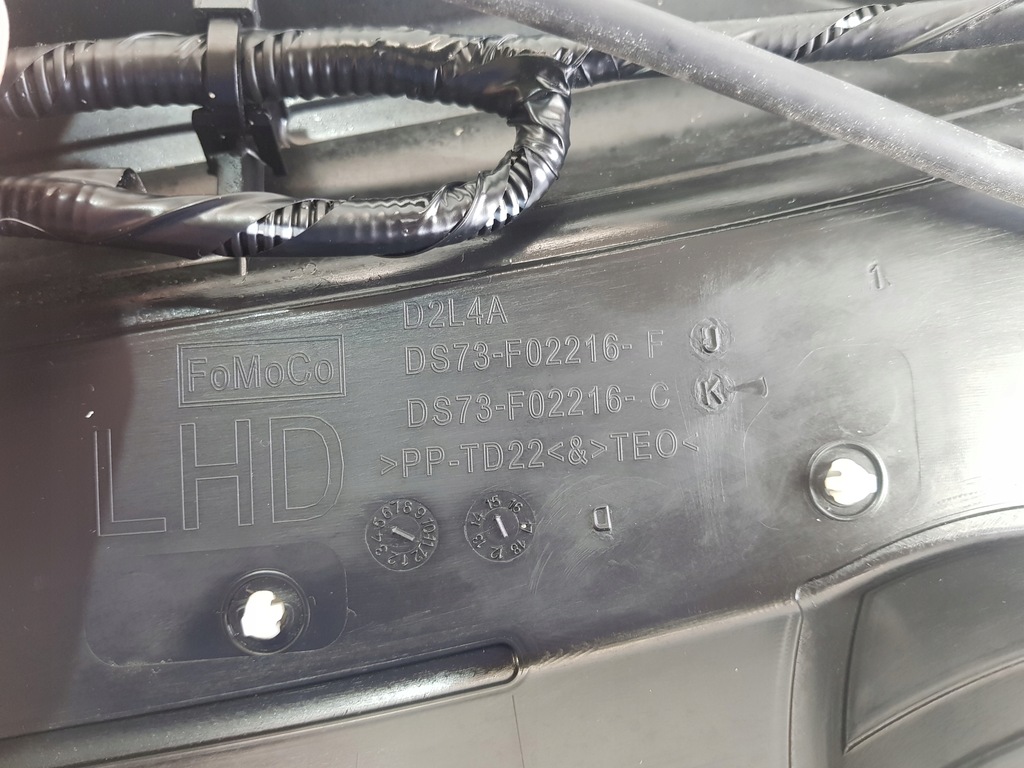 D2L4A
FoMoCo
DS73-F02216- F J
DS73-F02216- C K
LHD
>PP-TD22<&>TEO<
1
D